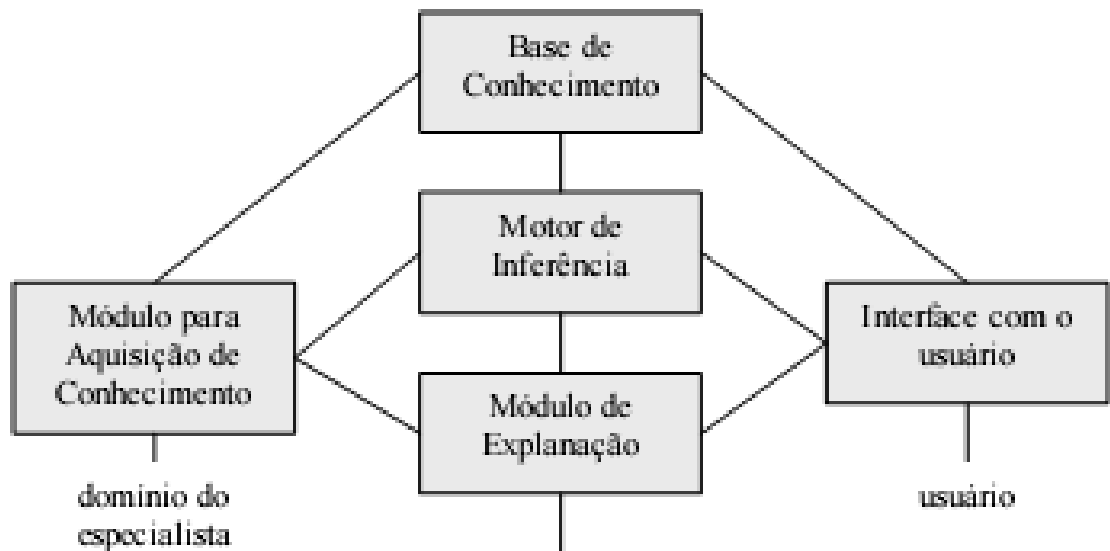 Base de
Conhecimento
Motor de
Inferência
Módulo para
Aquisição de
Conhecimento
Interface com o
usuário
Módulo de
Explanação
domínio do
especialista
usuário